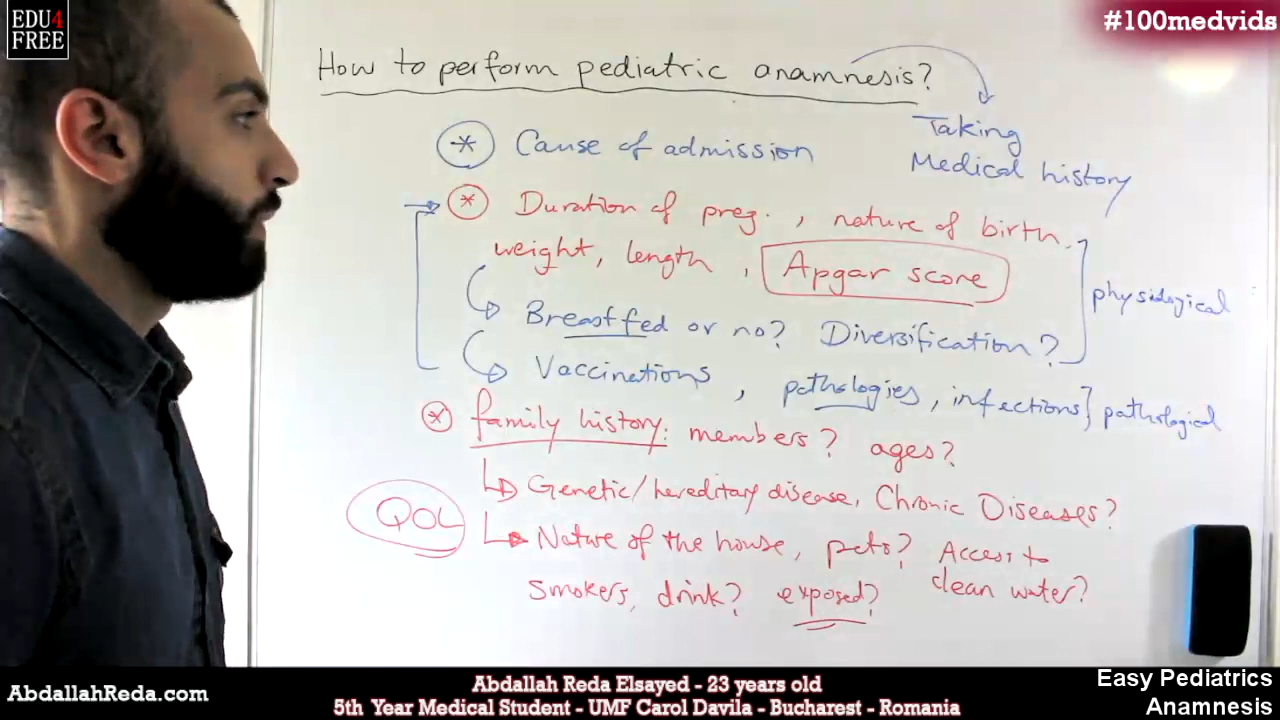 EDU4
FREE
#100medvids
How to perform pediatric anamnesis?
Taking
Medical history
* Cause of admission
* Duration of preg. , nature of birth
weight, length , Apgar score
physiological
Breast fed or no? Diversification?
Vaccinations , pathologies, infections} pathological
* family history: members? ages?
Genetic/hereditary disease, Chronic Diseases?
QOL
Nature of the house, pets? Access to
clean water?
Smokers, drink? exposed?
AbdallahReda.com
Abdallah Reda Elsayed - 23 years old
5th Year Medical Student - UMF Carol Davila - Bucharest - Romania
Easy Pediatrics
Anamnesis